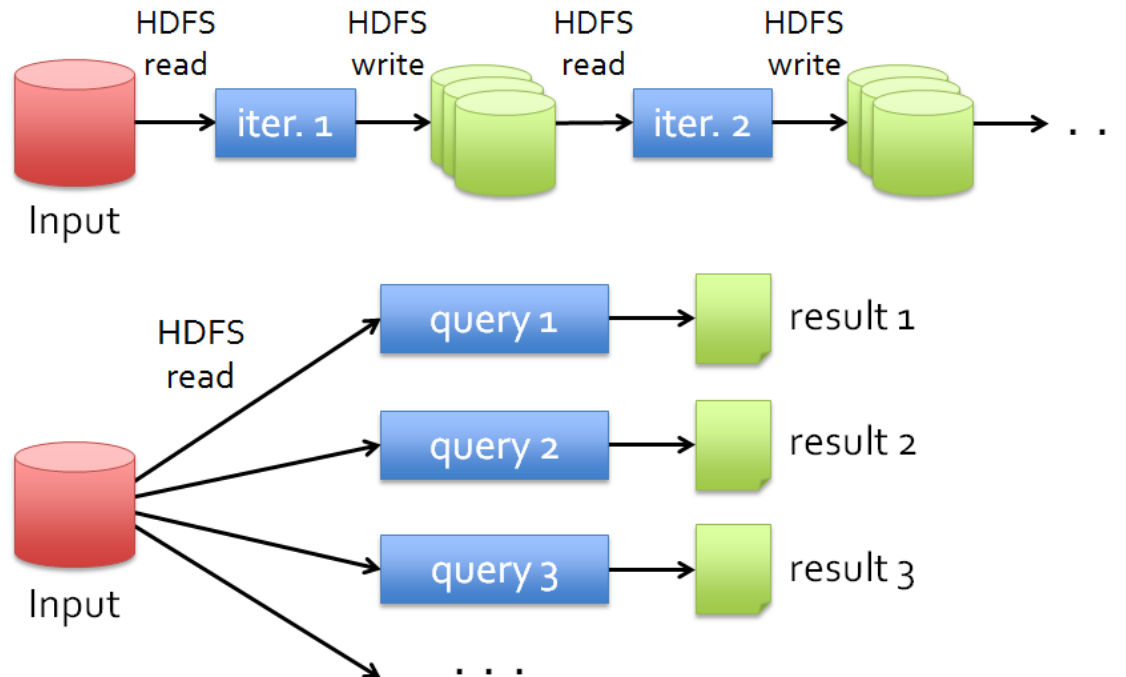 HDFS read
HDFS write
HDFS read
HDFS write
iter. 1
iter. 2
. .
Input
HDFS read
query 1
result 1
query 2
result 2
query 3
result 3
Input
. . .